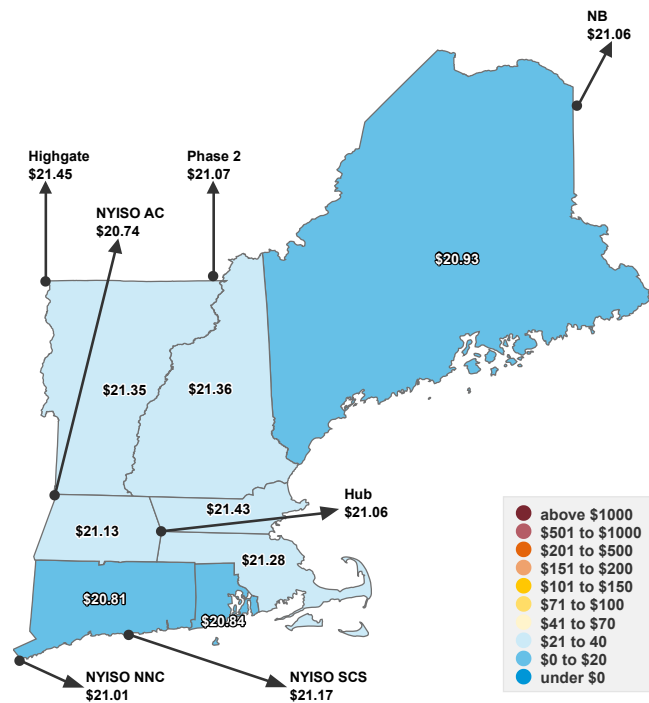 NB
$21.06
Highgate
$21.45
Phase 2
$21.07
NYISO AC
$20.74
$20.93
$21.35
$21.36
Hub
$21.06
$21.43
$21.13
$21.28
$20.81
$20.84
NYISO NNC
$21.01
NYISO SCS
$21.17
above $1000
$501 to $1000
$201 to $500
$151 to $200
$101 to $150
$71 to $100
$41 to $70
$21 to 40
$0 to $20
under $0